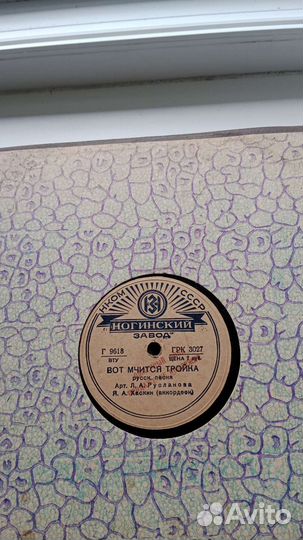 НКОМ СССР
НОГИНСКИЙ
ЗАВОД
Г 9618 ГРК 3027
ВТУ ЦЕНА
ВОТ МЧИТСЯ ТРОЙКА
русск. песня
Арт. Л. А. Русланова
Я. А. Хаскин (аккордеон)
Avito